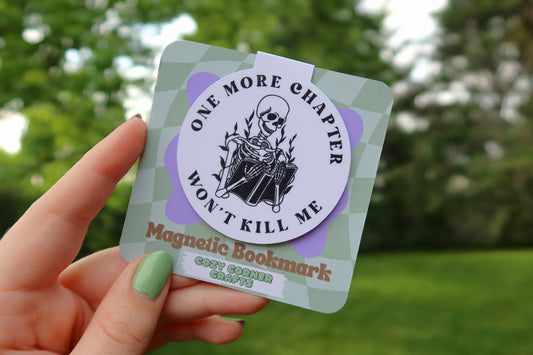 ONE MORE CHAPTER
WON'T KILL ME
Magnetic Bookmark
COZY CORNER
CRAFTS